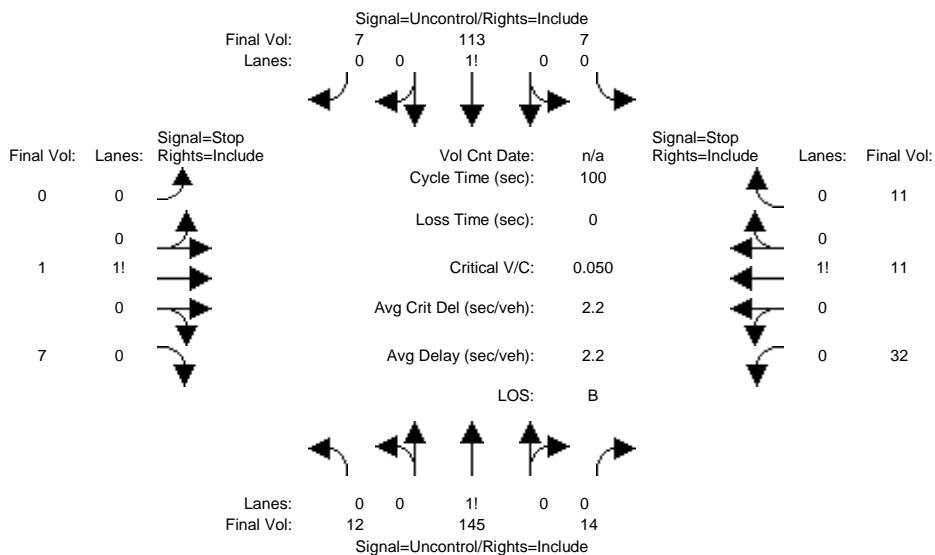 Signal=Uncontrol/Rights=Include
Final Vol: 7 113 7
Lanes: 0 0 1! 0 0
Signal=Stop Signal=Stop
Final Vol: Lanes: Rights=Include Vol Cnt Date: n/a Rights=Include Lanes: Final Vol:
Cycle Time (sec): 100
0 0 0 11
Loss Time (sec): 0
0 0
1 1! Critical V/C: 0.050 1! 11
0 Avg Crit Del (sec/veh): 2.2 0
7 0 Avg Delay (sec/veh): 2.2 0 32
LOS: B
Lanes: 0 0 1! 0 0
Final Vol: 12 145 14
Signal=Uncontrol/Rights=Include